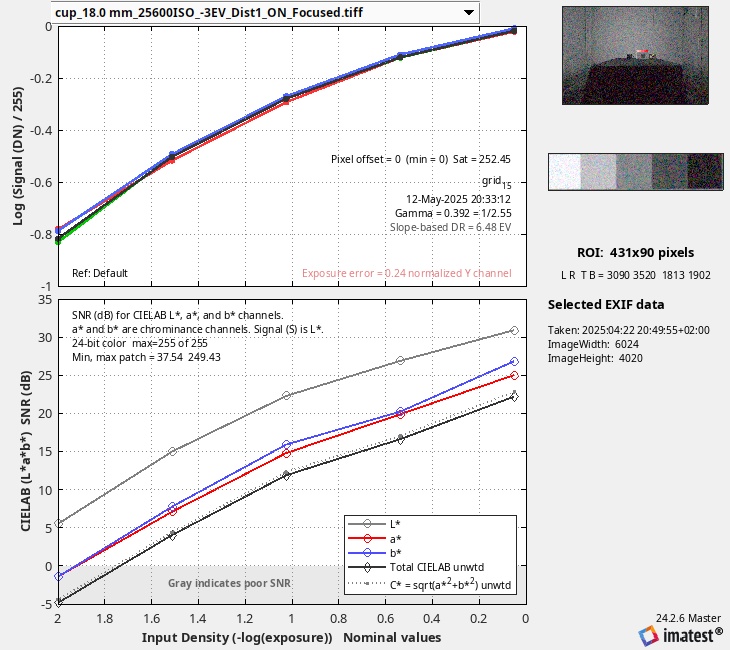 cup_18.0 mm_25600ISO_-3EV_Dist1_ON_Focused.tiff
0
-0.2
-0.4
-0.6
-0.8
-1
Log (Signal (DN) / 255)
Pixel offset = 0 (min = 0) Sat = 252.45
grid_15
12-May-2025 20:33:12
Gamma = 0.392 = 1/2.55
Slope-based DR = 6.48 EV
Ref: Default
Exposure error = 0.24 normalized Y channel
ROI: 431x90 pixels
L R T B = 3090 3520 1813 1902
Selected EXIF data
Taken: 2025:04:22 20:49:55+02:00
ImageWidth: 6024
ImageHeight: 4020
35
30
25
20
15
10
5
0
-5
CIELAB (L*a*b*) SNR (dB)
SNR (dB) for CIELAB L*, a*, and b* channels.
a* and b* are chrominance channels. Signal (S) is L*.
24-bit color max=255 of 255
Min, max patch = 37.54 249.43
L*
a*
b*
Total CIELAB unwtd
C* = sqrt(a*²+b*²) unwtd
Gray indicates poor SNR
2 1.8 1.6 1.4 1.2 1 0.8 0.6 0.4 0.2 0
Input Density (-log(exposure)) Nominal values
24.2.6 Master
imatest®